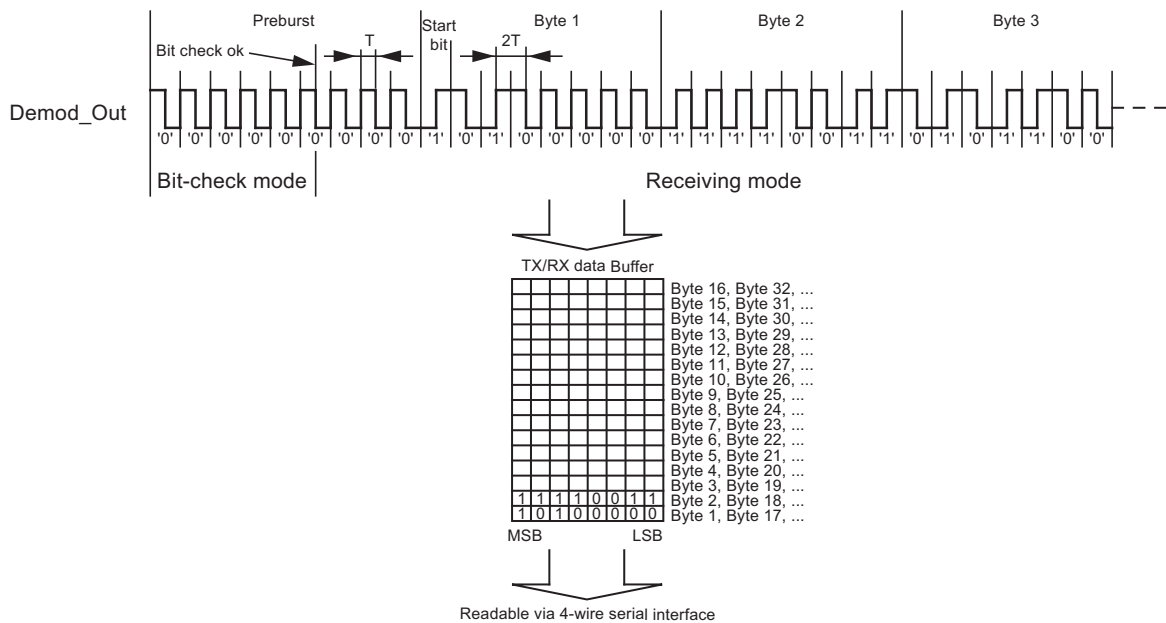 Preburst
Start bit
Byte 1
Byte 2
Byte 3
Bit check ok
T
2T
Demod_Out
'0' '0' '0' '0' '0' '0' '0' '0' '0' '1' '0' '1' '0' '0' '0' '0' '0' '1' '1' '1' '1' '0' '0' '1' '1' '0' '1' '0' '1' '1' '0' '0'
Bit-check mode
Receiving mode
TX/RX data Buffer
Byte 16, Byte 32, ...
Byte 15, Byte 31, ...
Byte 14, Byte 30, ...
Byte 13, Byte 29, ...
Byte 12, Byte 28, ...
Byte 11, Byte 27, ...
Byte 10, Byte 26, ...
Byte 9, Byte 25, ...
Byte 8, Byte 24, ...
Byte 7, Byte 23, ...
Byte 6, Byte 22, ...
Byte 5, Byte 21, ...
Byte 4, Byte 20, ...
Byte 3, Byte 19, ...
1 1 1 1 0 0 1 1 Byte 2, Byte 18, ...
1 0 1 0 0 0 0 0 Byte 1, Byte 17, ...
MSB LSB
Readable via 4-wire serial interface